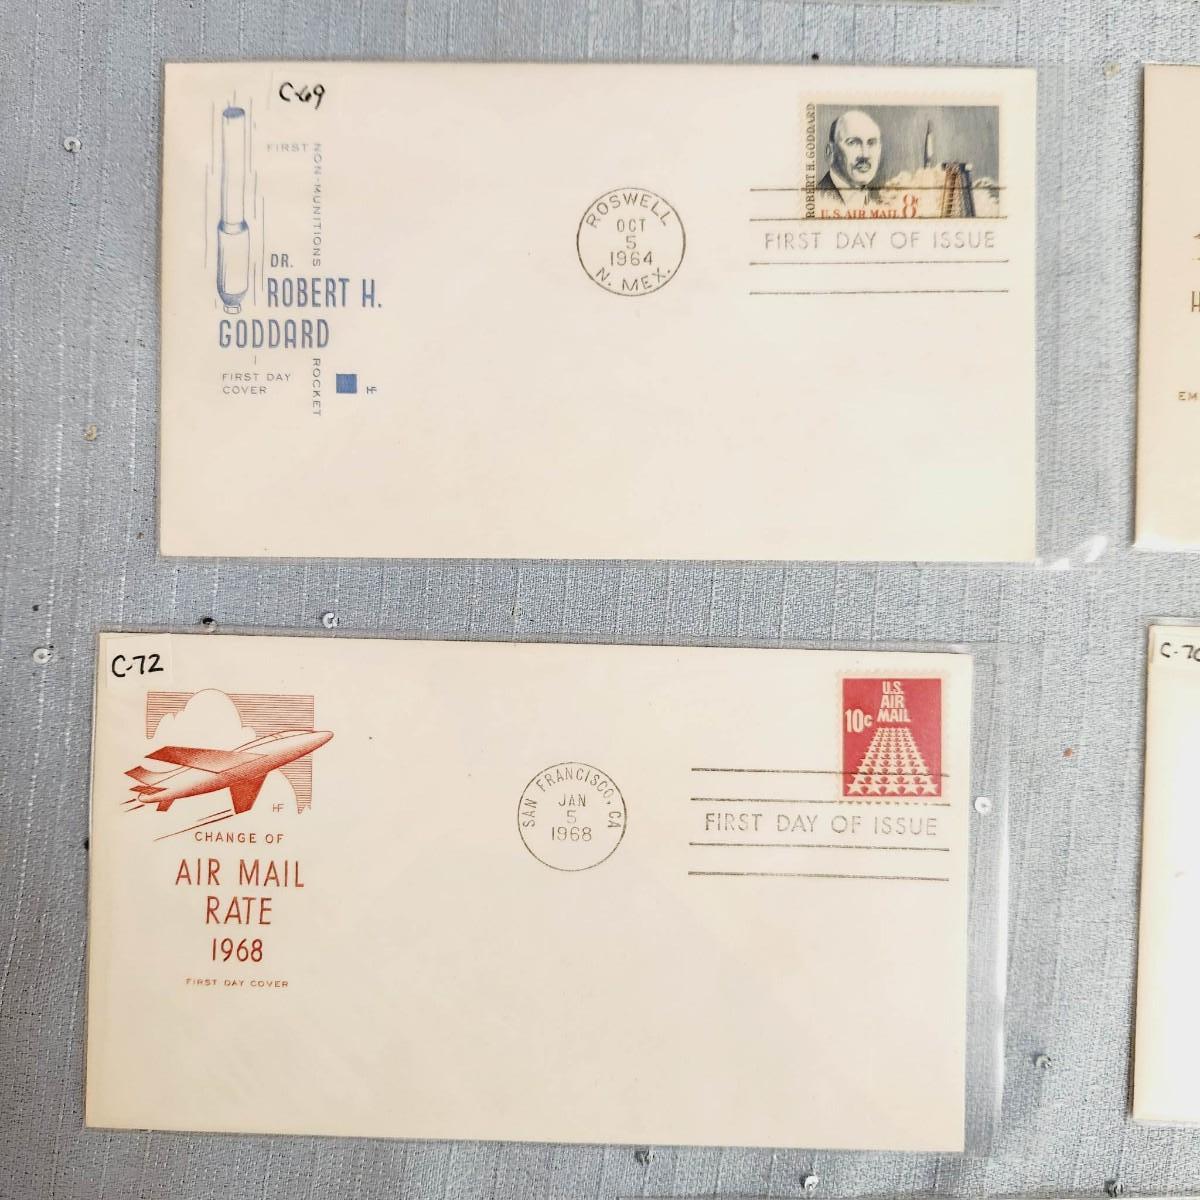 C-69
FIRST NON-MUNITIONS ROCKET
DR.
ROBERT H.
GODDARD
FIRST DAY
COVER
HF
ROSWELL
OCT
5
1964
N. MEX.
ROBERT H. GODDARD
U.S. AIR MAIL 8c
FIRST DAY OF ISSUE
H
EM
C-72
HF
CHANGE OF
AIR MAIL
RATE
1968
FIRST DAY COVER
SAN FRANCISCO, CA
JAN
5
1968
U.S.
AIR
10c MAIL
FIRST DAY OF ISSUE
C-70